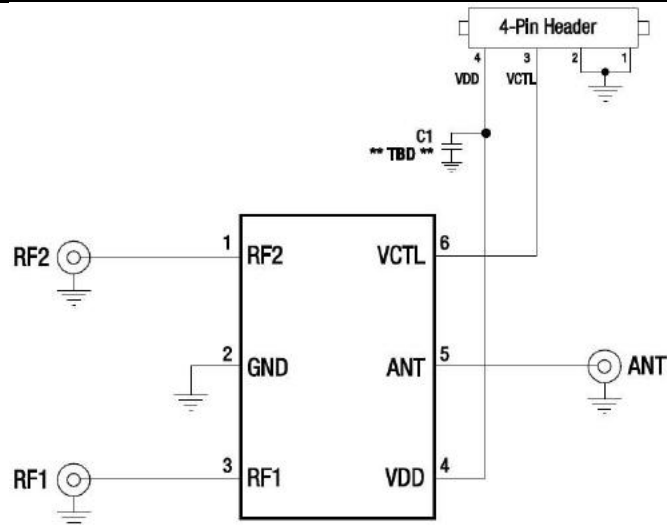 4-Pin Header
4 3 2 1
VDD VCTL
C1
** TBD **
1 6
RF2 RF2 VCTL
2 5
GND ANT ANT
3 4
RF1 RF1 VDD